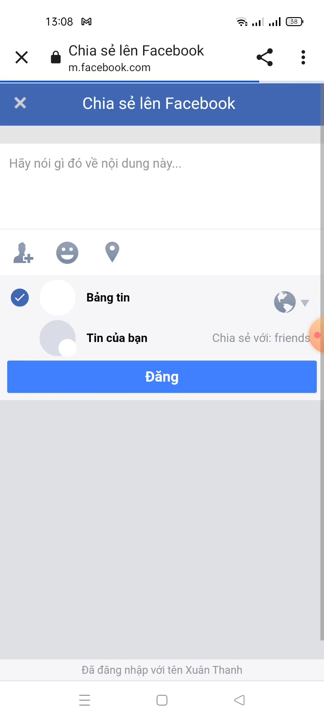 13:08
58
Chia sẻ lên Facebook
m.facebook.com
Chia sẻ lên Facebook
Hãy nói gì đó về nội dung này...
Bảng tin
Tin của bạn
Chia sẻ với: friends
Đăng
Đã đăng nhập với tên Xuân Thanh